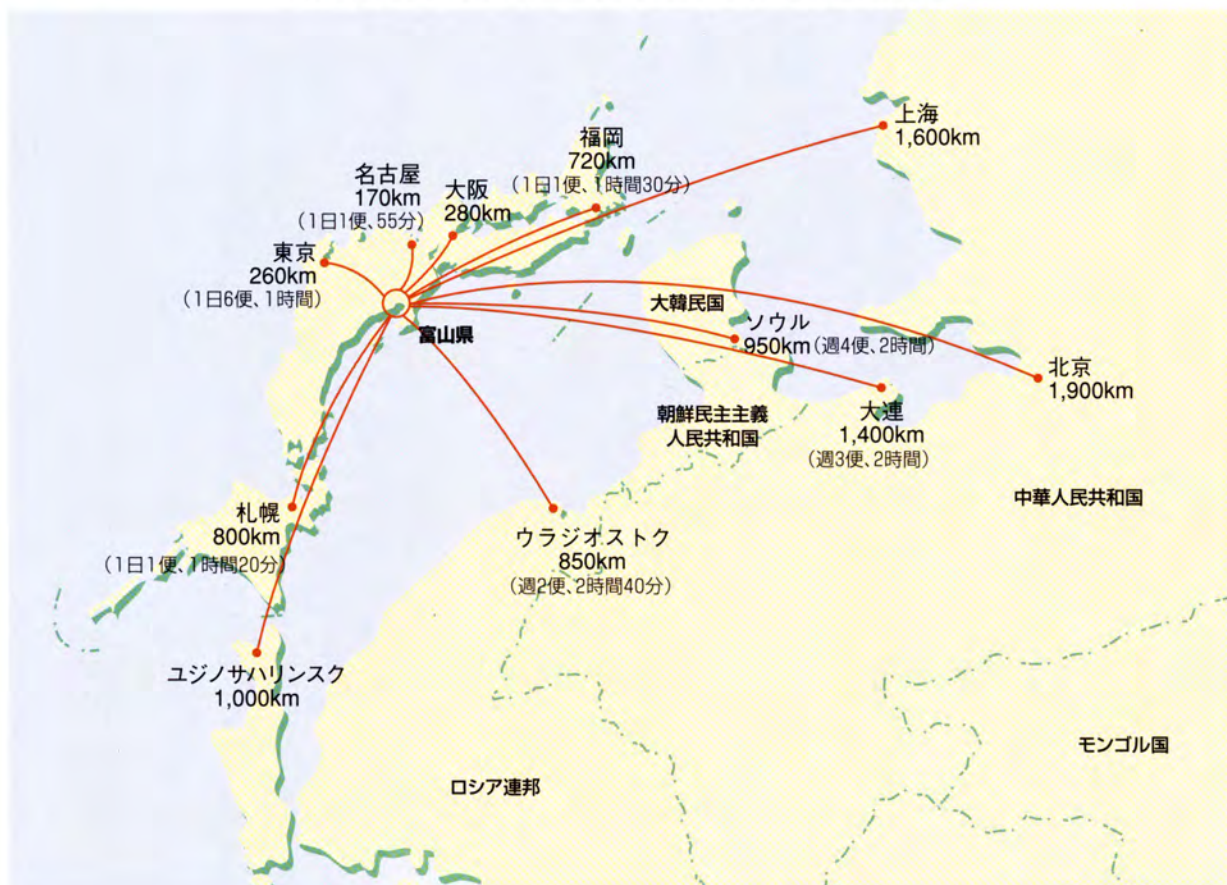 上海
1,600km
福岡
720km
（1日1便、1時間30分）
名古屋
170km
（1日1便、55分）
大阪
280km
東京
260km
（1日6便、1時間）
富山県
大韓民国
ソウル
950km（週4便、2時間）
北京
1,900km
大連
1,400km
（週3便、2時間）
朝鮮民主主義
人民共和国
中華人民共和国
札幌
800km
（1日1便、1時間20分）
ウラジオストク
850km
（週2便、2時間40分）
ユジノサハリンスク
1,000km
モンゴル国
ロシア連邦